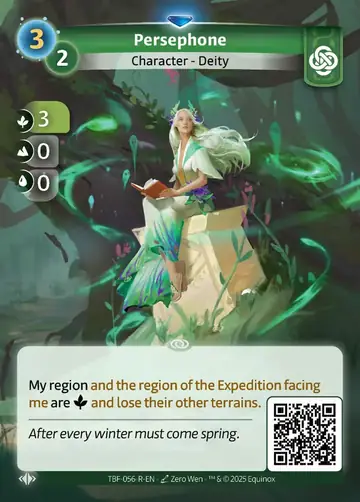 3
Persephone
2
Character - Deity
3
0
0
My region and the region of the Expedition facing
me are and lose their other terrains.
After every winter must come spring.
TBF-056-R-EN - Zero Wen - ™ & © 2025 Equinox